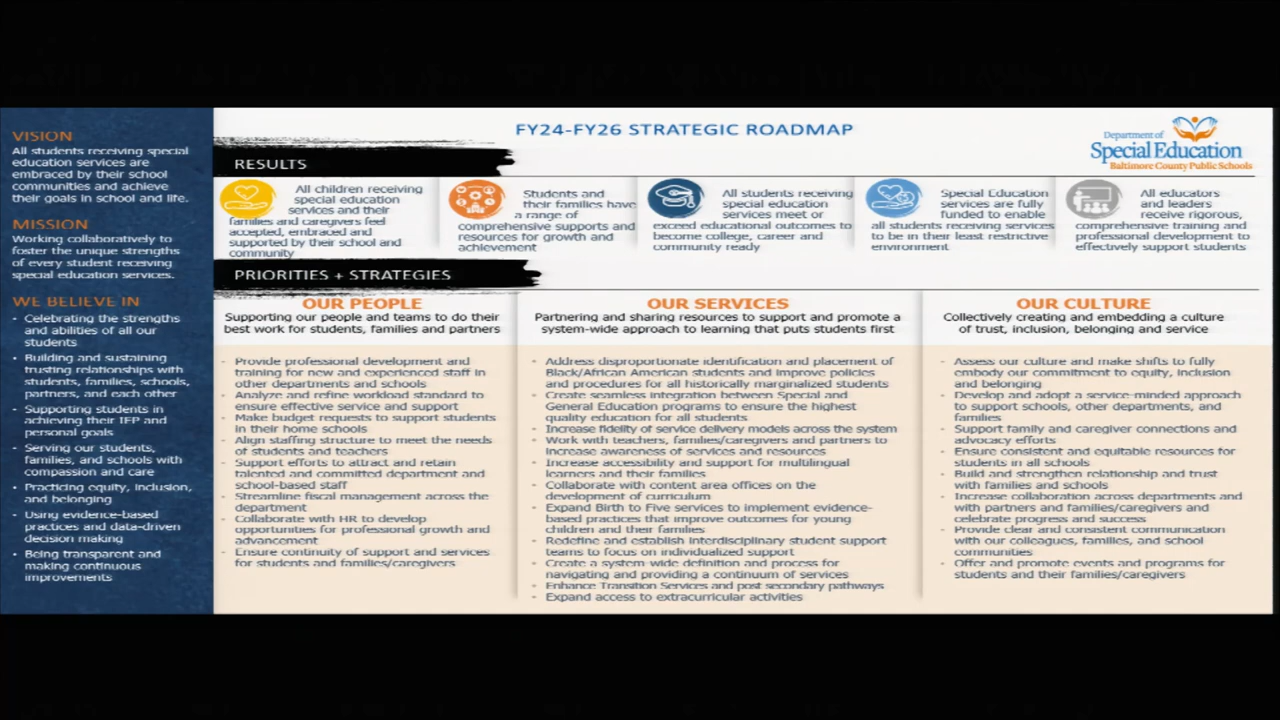 VISION
All students receiving special
education services are
embraced by their school
communities and achieve
their goals in school and life.
MISSION
Working collaboratively to
foster the unique strengths
of every student receiving
special education services.
WE BELIEVE IN
• Celebrating the strengths
and abilities of all our
students
• Building and sustaining
trusting relationships with
students, families, schools,
partners, and each other
• Supporting students in
achieving their IEP and
personal goals
• Serving our students,
families, and schools with
compassion and care
• Practicing equity, inclusion,
and belonging
• Using evidence-based
practices and data-driven
decision making
• Being transparent and
making continuous
improvements
FY24-FY26 STRATEGIC ROADMAP
Department of
Special Education
Baltimore County Public Schools
RESULTS
All children receiving
special education
services and their
families and caregivers feel
accepted, embraced and
supported by their school and
community
Students and
their families have
a range of
comprehensive supports and
resources for growth and
achievement
All students receiving
special education
services meet or
exceed educational outcomes to
become college, career and
community ready
Special Education
services are fully
funded to enable
all students receiving services
to be in their least restrictive
environment
All educators
and leaders
receive rigorous,
comprehensive training and
professional development to
effectively support students
PRIORITIES + STRATEGIES
OUR PEOPLE
Supporting our people and teams to do their
best work for students, families and partners
- Provide professional development and
training for new and experienced staff in
other departments and schools
- Analyze and refine workload standard to
ensure effective service and support
- Make budget requests to support students
in their home schools
- Align staffing structure to meet the needs
of students and teachers
- Support efforts to attract and retain
talented and committed department and
school-based staff
- Streamline fiscal management across the
department
- Collaborate with HR to develop
opportunities for professional growth and
advancement
- Ensure continuity of support and services
for students and families/caregivers
OUR SERVICES
Partnering and sharing resources to support and promote a
system-wide approach to learning that puts students first
- Address disproportionate identification and placement of
Black/African American students and improve policies
and procedures for all historically marginalized students
- Create seamless integration between Special and
General Education programs to ensure the highest
quality education for all students
- Increase fidelity of service delivery models across the system
- Work with teachers, families/caregivers and partners to
increase awareness of services and resources
- Increase accessibility and support for multilingual
learners and their families
- Collaborate with content area offices on the
development of curriculum
- Expand Birth to Five services to implement evidence-
based practices that improve outcomes for young
children and their families
- Redefine and establish interdisciplinary student support
teams to focus on individualized support
- Create a system-wide definition and process for
navigating and providing a continuum of services
- Enhance Transition Services and post secondary pathways
- Expand access to extracurricular activities
OUR CULTURE
Collectively creating and embedding a culture
of trust, inclusion, belonging and service
- Assess our culture and make shifts to fully
embody our commitment to equity, inclusion
and belonging
- Develop and adopt a service-minded approach
to support schools, other departments, and
families
- Support family and caregiver connections and
advocacy efforts
- Ensure consistent and equitable resources for
students in all schools
- Build and strengthen relationship and trust
with families and schools
- Increase collaboration across departments and
with partners and families/caregivers and
celebrate progress and success
- Provide clear and consistent communication
with our colleagues, families, and school
communities
- Offer and promote events and programs for
students and their families/caregivers